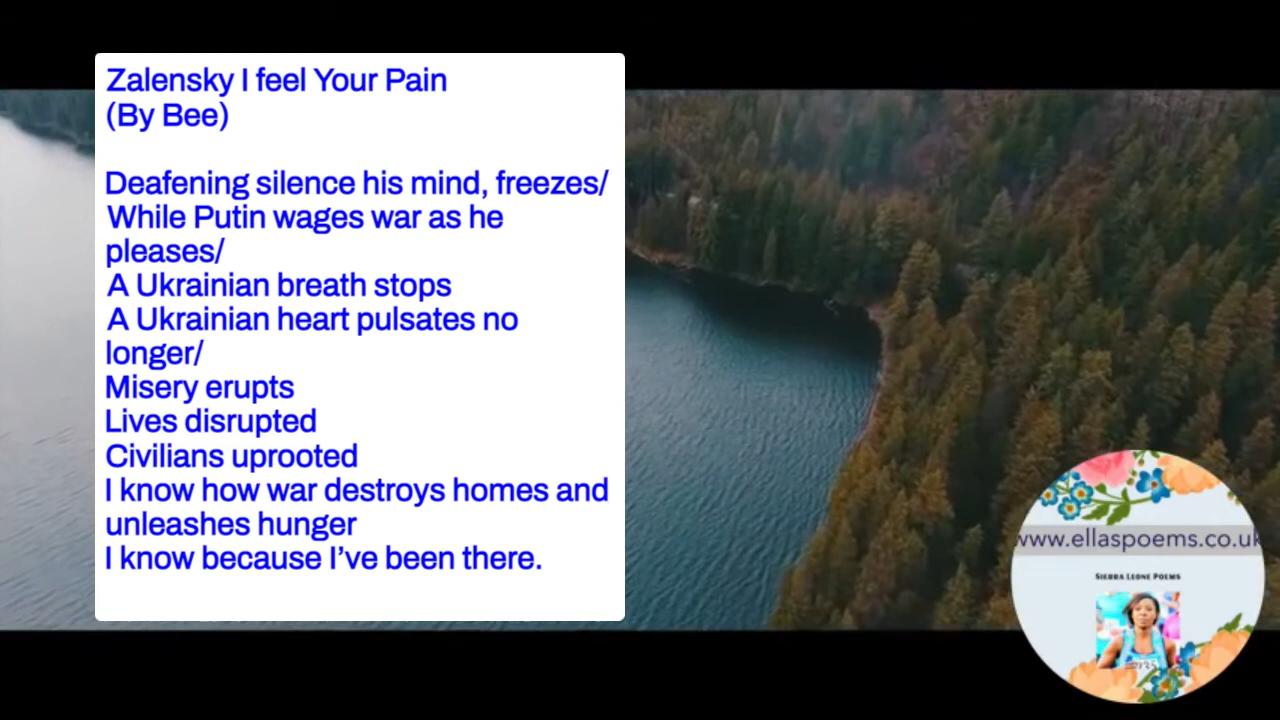 Zalensky I feel Your Pain
(By Bee)
Deafening silence his mind, freezes/
While Putin wages war as he
pleases/
A Ukrainian breath stops
A Ukrainian heart pulsates no
longer/
Misery erupts
Lives disrupted
Civilians uprooted
I know how war destroys homes and
unleashes hunger
I know because I’ve been there.
www.ellaspoems.co.uk
SIERRA LEONE POEMS